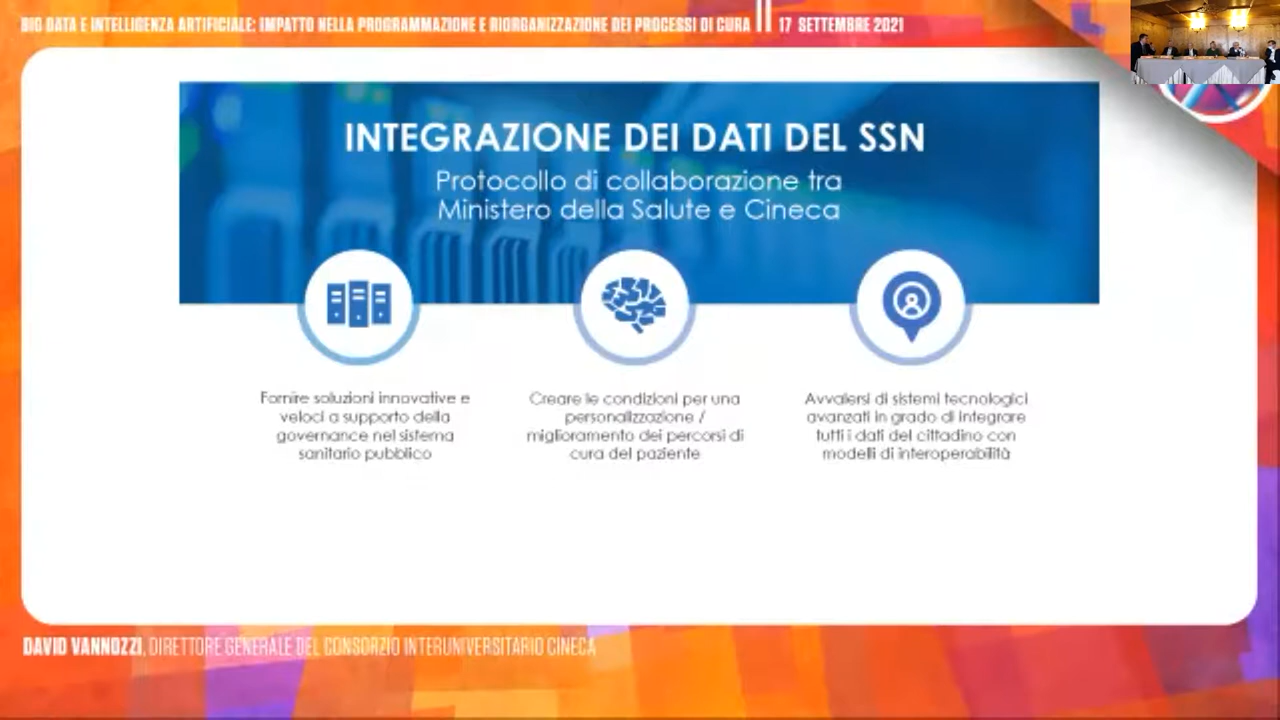 BIG DATA E INTELLIGENZA ARTIFICIALE: IMPATTO NELLA PROGRAMMAZIONE E RIORGANIZZAZIONE DEI PROCESSI DI CURA || 17 SETTEMBRE 2021
INTEGRAZIONE DEI DATI DEL SSN
Protocollo di collaborazione tra
Ministero della Salute e Cineca
Fornire soluzioni innovative e
veloci a supporto della
governance nel sistema
sanitario pubblico
Creare le condizioni per una
personalizzazione /
miglioramento dei percorsi di
cura del paziente
Avvalersi di sistemi tecnologici
avanzati in grado di integrare
tutti i dati del cittadino con
modelli di interoperabilità
DAVID VANNOZZI, DIRETTORE GENERALE DEL CONSORZIO INTERUNIVERSITARIO CINECA